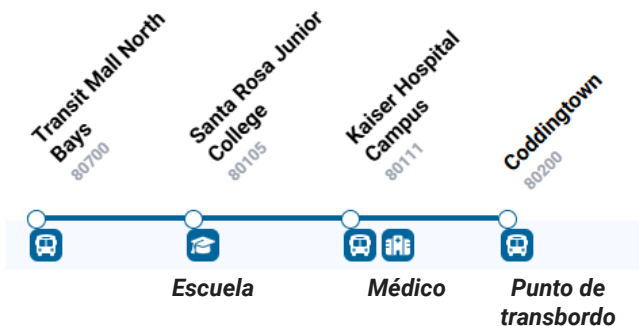 Transit Mall North
Bays
80700
Santa Rosa Junior
College
80105
Kaiser Hospital
Campus
80111
Coddingtown
80200
Escuela
Médico
Punto de
transbordo